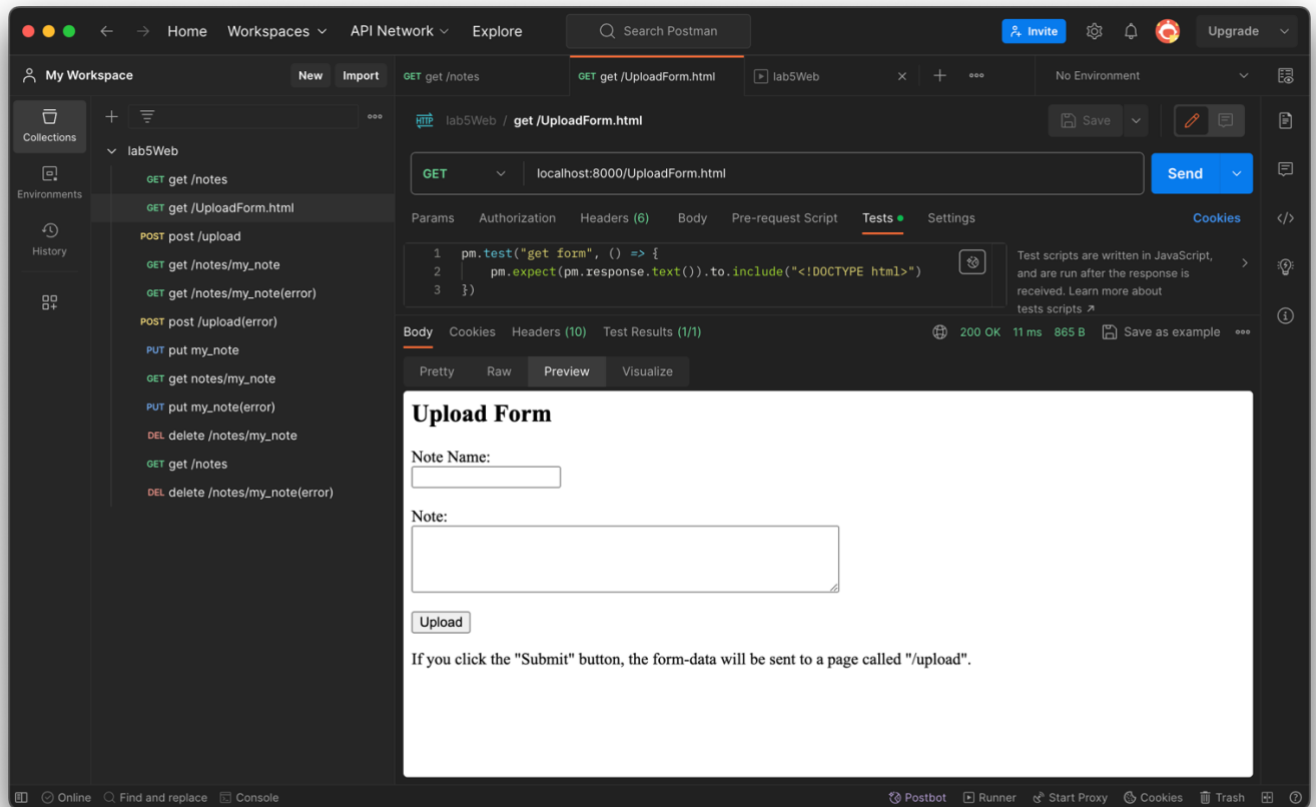 Home Workspaces API Network Explore Search Postman Invite Upgrade
My Workspace New Import GET get /notes GET get /UploadForm.html lab5Web No Environment
Collections
Environments
History
lab5Web
GET get /notes
GET get /UploadForm.html
POST post /upload
GET get /notes/my_note
GET get /notes/my_note(error)
POST post /upload(error)
PUT put my_note
GET get notes/my_note
PUT put my_note(error)
DEL delete /notes/my_note
GET get /notes
DEL delete /notes/my_note(error)
HTTP lab5Web / get /UploadForm.html Save
GET localhost:8000/UploadForm.html Send
Params Authorization Headers (6) Body Pre-request Script Tests Settings Cookies
1 pm.test("get form", () => {
2 pm.expect(pm.response.text()).to.include("<!DOCTYPE html>")
3 })
Test scripts are written in JavaScript,
and are run after the response is
received. Learn more about
tests scripts ↗
Body Cookies Headers (10) Test Results (1/1) 200 OK 11 ms 865 B Save as example
Pretty Raw Preview Visualize
Upload Form
Note Name:
Note:
Upload
If you click the "Submit" button, the form-data will be sent to a page called "/upload".
Online Find and replace Console Postbot Runner Start Proxy Cookies Trash